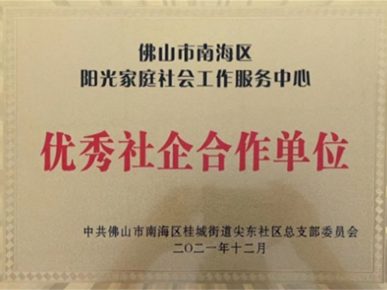 佛山市南海区
阳光家庭社会工作服务中心
优秀社企合作单位
中共佛山市南海区桂城街道尖东社区总支部委员会
二〇二一年十二月